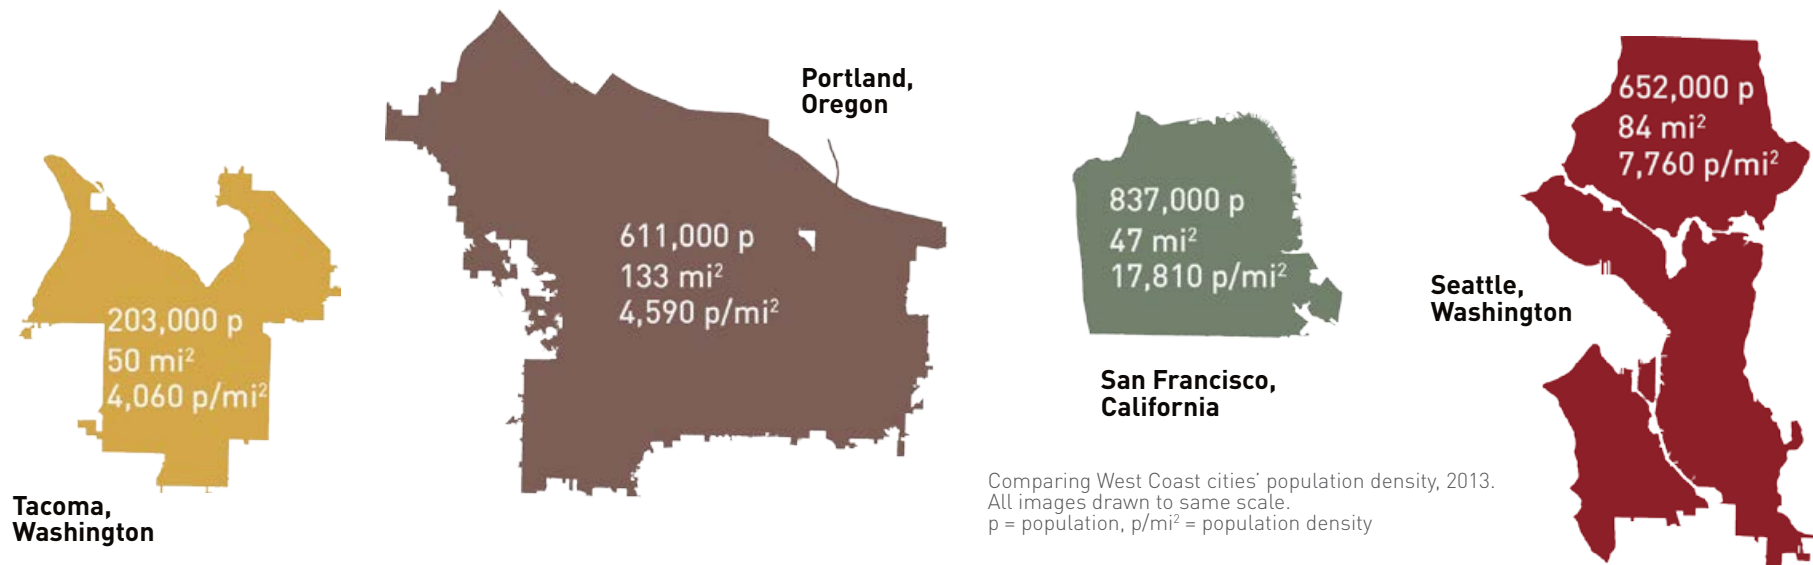 Portland,
Oregon
652,000 p
84 mi²
7,760 p/mi²
837,000 p
47 mi²
17,810 p/mi²
611,000 p
133 mi²
4,590 p/mi²
Seattle,
Washington
203,000 p
50 mi²
4,060 p/mi²
San Francisco,
California
Comparing West Coast cities’ population density, 2013.
All images drawn to same scale.
p = population, p/mi² = population density
Tacoma,
Washington